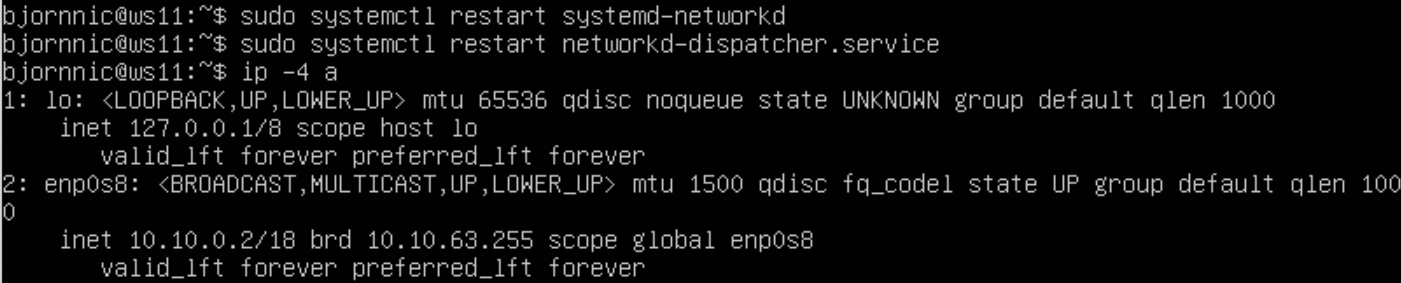 bjornnic@ws11:~$ sudo systemctl restart systemd-networkd
bjornnic@ws11:~$ sudo systemctl restart networkd-dispatcher.service
bjornnic@ws11:~$ ip -4 a
1: lo: <LOOPBACK,UP,LOWER_UP> mtu 65536 qdisc noqueue state UNKNOWN group default qlen 1000
    inet 127.0.0.1/8 scope host lo
       valid_lft forever preferred_lft forever
2: enp0s8: <BROADCAST,MULTICAST,UP,LOWER_UP> mtu 1500 qdisc fq_codel state UP group default qlen 100
0
    inet 10.10.0.2/18 brd 10.10.63.255 scope global enp0s8
       valid_lft forever preferred_lft forever